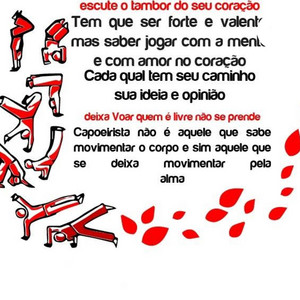 escute o tambor do seu coração
Tem que ser forte e valent
mas saber jogar com a ment
e com amor no coração
Cada qual tem seu caminho
sua ideia e opinião
deixa Voar quem é livre não se prende
Capoeirista não é aquele que sabe
movimentar o corpo e sim aquele que
se deixa movimentar pela
alma